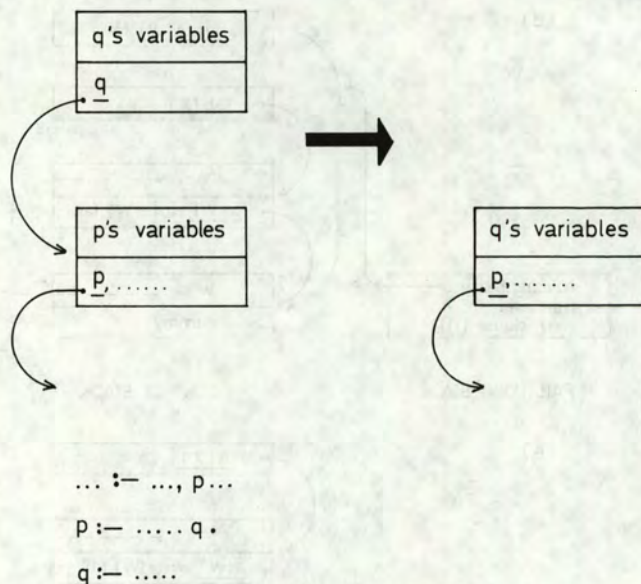 q's variables
q
p's variables
p, ......
q's variables
p, .......
... :— ..., p...
p :— ..... q.
q :— .....